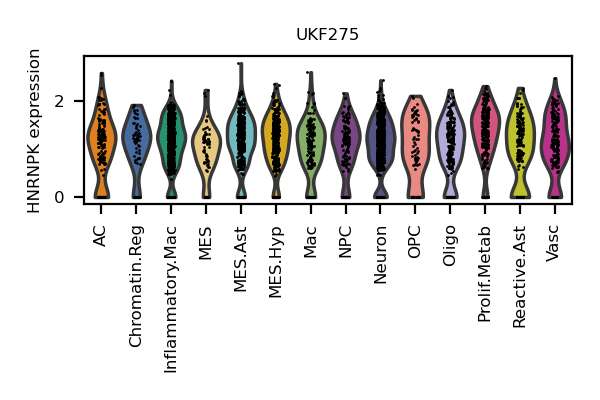 UKF275
HNRNPK expression
2
0
AC
Chromatin.Reg
Inflammatory.Mac
MES
MES.Ast
MES.Hyp
Mac
NPC
Neuron
OPC
Oligo
Prolif.Metab
Reactive.Ast
Vasc